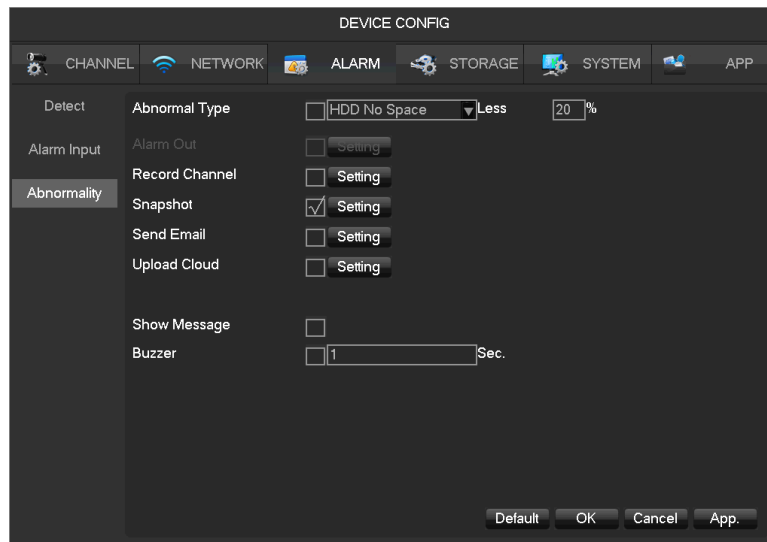 DEVICE CONFIG
CHANNEL NETWORK ALARM STORAGE SYSTEM APP
Detect
Alarm Input
Abnormality
Abnormal Type HDD No Space Less 20 %
Alarm Out Setting
Record Channel Setting
Snapshot Setting
Send Email Setting
Upload Cloud Setting
Show Message
Buzzer 1 Sec.
Default OK Cancel App.